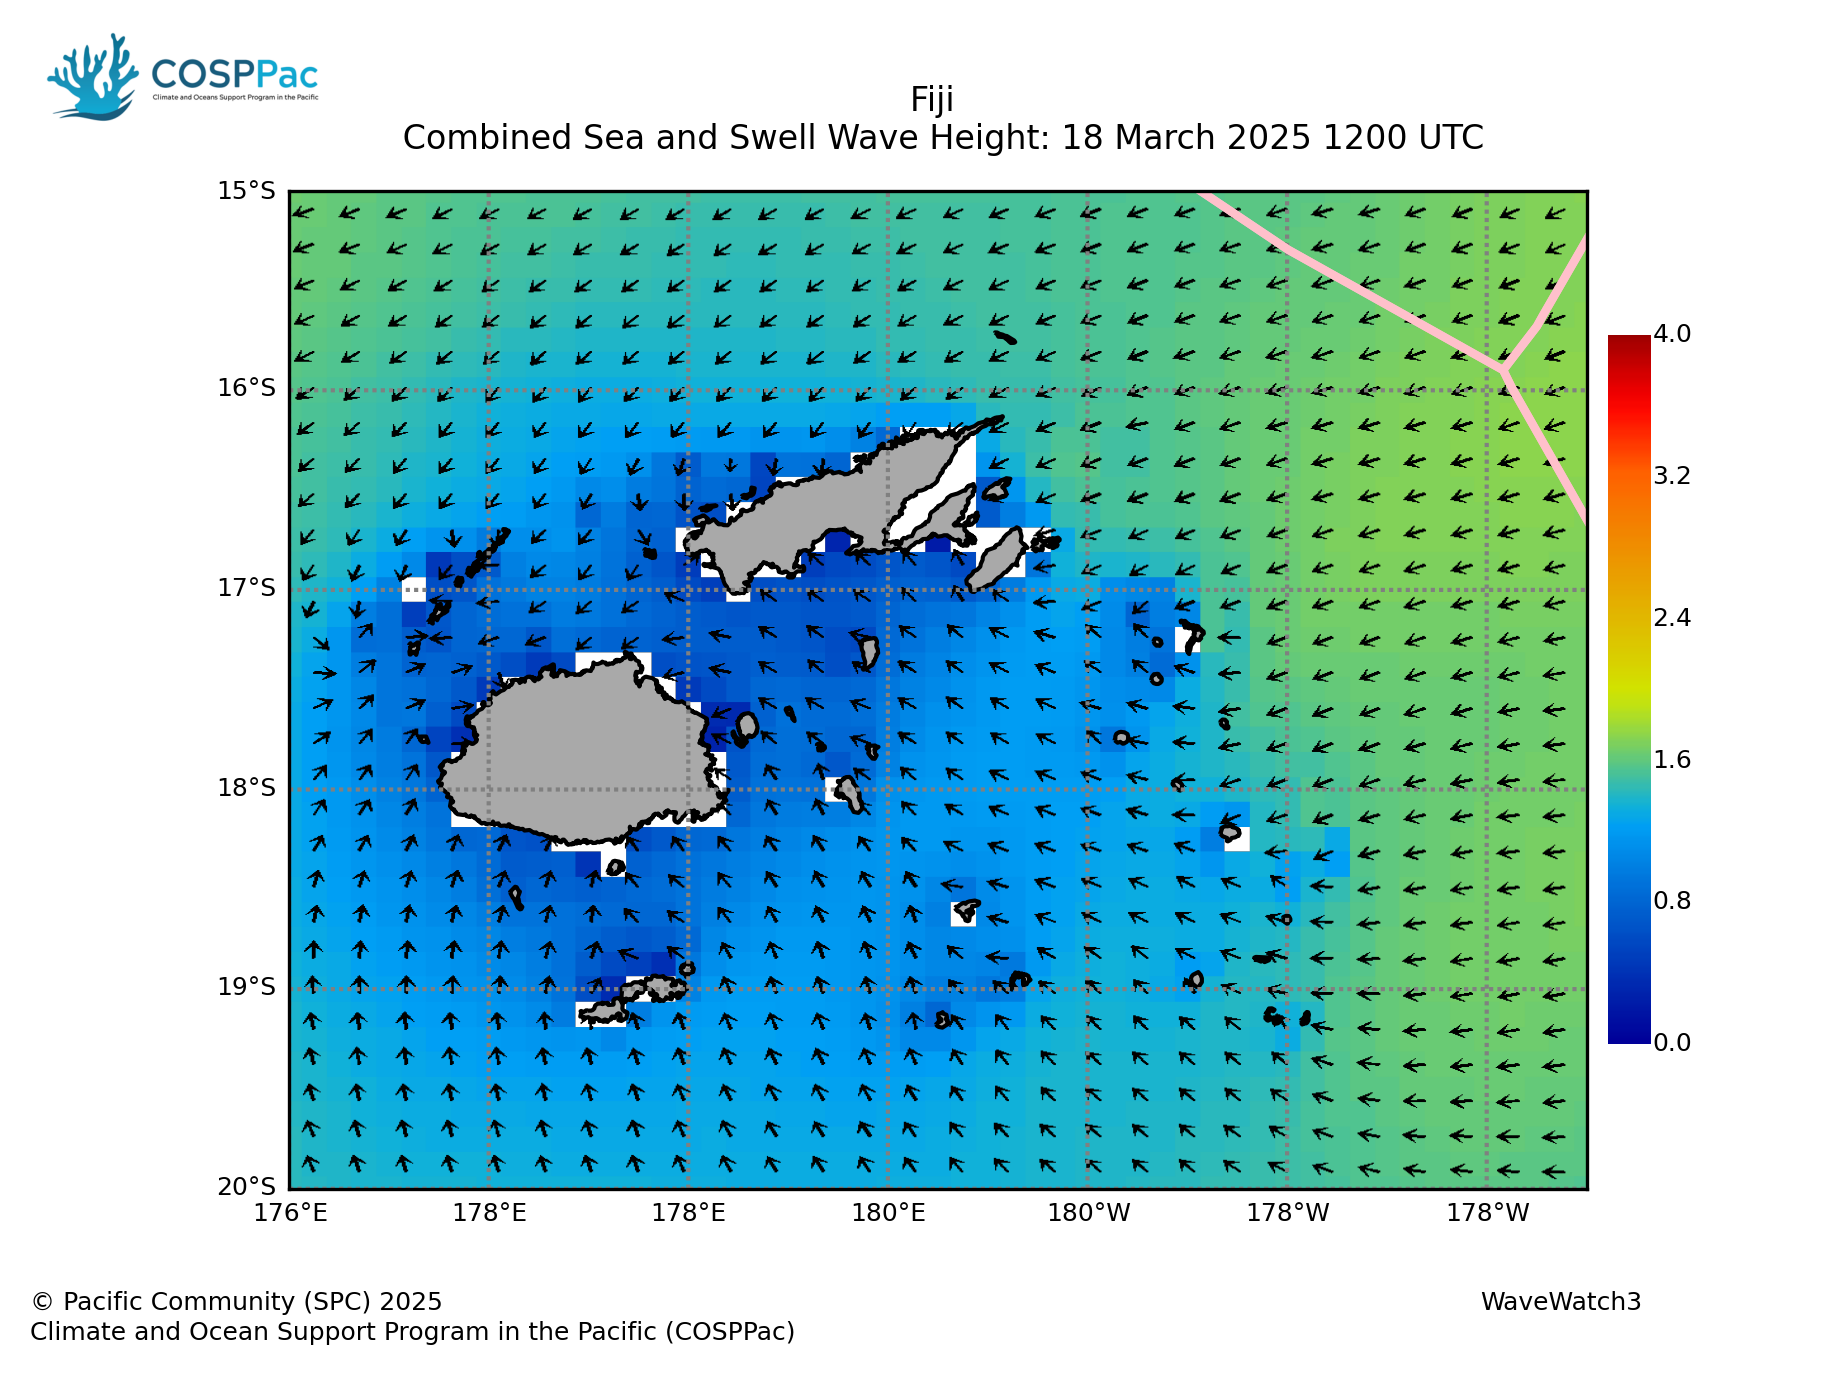 COSPPac
Climate and Oceans Support Program in the Pacific
Fiji
Combined Sea and Swell Wave Height: 18 March 2025 1200 UTC
15°S
16°S
17°S
18°S
19°S
20°S
176°E 178°E 178°E 180°E 180°W 178°W 178°W
4.0
3.2
2.4
1.6
0.8
0.0
© Pacific Community (SPC) 2025
Climate and Ocean Support Program in the Pacific (COSPPac)
WaveWatch3